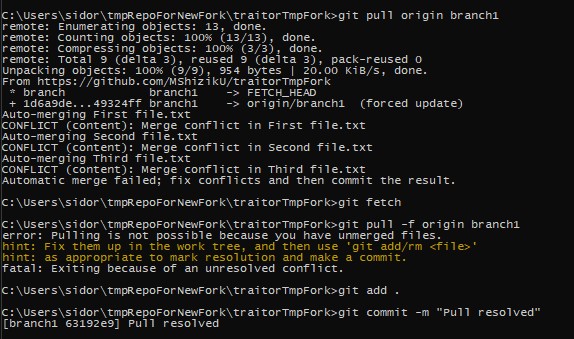 C:\Users\sidor\tmpRepoForNewFork\traitorTmpFork>git pull origin branch1
remote: Enumerating objects: 13, done.
remote: Counting objects: 100% (13/13), done.
remote: Compressing objects: 100% (3/3), done.
remote: Total 9 (delta 3), reused 9 (delta 3), pack-reused 0
Unpacking objects: 100% (9/9), 954 bytes | 20.00 KiB/s, done.
From https://github.com/MShizikU/traitorTmpFork
 * branch            branch1    -> FETCH_HEAD
 + 1d6a9de...49324ff branch1    -> origin/branch1  (forced update)
Auto-merging First file.txt
CONFLICT (content): Merge conflict in First file.txt
Auto-merging Second file.txt
CONFLICT (content): Merge conflict in Second file.txt
Auto-merging Third file.txt
CONFLICT (content): Merge conflict in Third file.txt
Automatic merge failed; fix conflicts and then commit the result.
C:\Users\sidor\tmpRepoForNewFork\traitorTmpFork>git fetch
C:\Users\sidor\tmpRepoForNewFork\traitorTmpFork>git pull -f origin branch1
error: Pulling is not possible because you have unmerged files.
hint: Fix them up in the work tree, and then use 'git add/rm <file>'
hint: as appropriate to mark resolution and make a commit.
fatal: Exiting because of an unresolved conflict.
C:\Users\sidor\tmpRepoForNewFork\traitorTmpFork>git add .
C:\Users\sidor\tmpRepoForNewFork\traitorTmpFork>git commit -m "Pull resolved"
[branch1 63192e9] Pull resolved